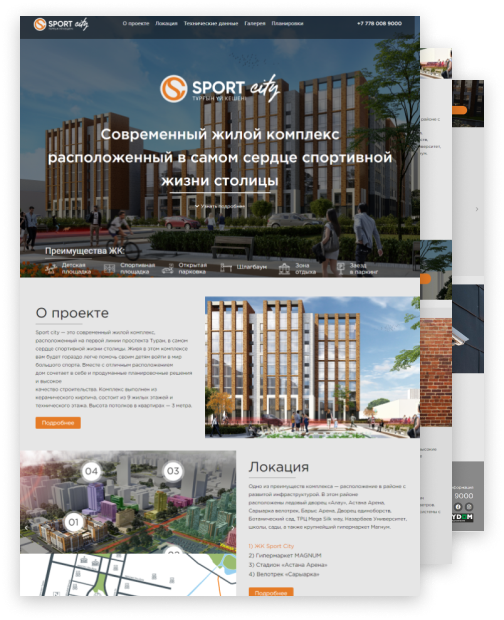 SPORT city
О проекте Локация Технические данные Галерея Планировки
+7 778 008 9000
SPORT city
ТҰРҒЫН ҮЙ КЕШЕНІ
Современный жилой комплекс
расположенный в самом сердце спортивной
жизни столицы
Узнать подробнее
Преимущества ЖК:
Детская площадка
Спортивная площадка
Открытая парковка
Шлагбаум
Зона отдыха
Заезд в паркинг
О проекте
Sport city — это современный жилой комплекс,
расположенный на первой линии проспекта Туран, в самом
сердце спортивной жизни столицы. Живя в этом комплексе
вам будет гораздо легче помочь своим детям войти в мир
большого спорта. Вместе с отличным расположением
дом сочетает в себе и продуманные планировочные решения
и высокое
качество строительства. Комплекс выполнен из
керамического кирпича, состоит из 9 жилых этажей и
технического этажа. Высота потолков в квартирах — 3 метра.
Подробнее
04
03
01
02
Локация
Одно из преимуществ комплекса — расположение в районе с
развитой инфраструктурой. В этом районе
расположены ледовый дворец «Алау», Астана Арена,
Сарыарка велотрек, Барыс Арена, Дворец единоборств,
Ботанический сад, ТРЦ Mega Silk way, Назарбаев Университет,
школы, сады, а также крупнейший гипермаркет Магнум.
1) ЖК Sport City
2) Гипермаркет MAGNUM
3) Стадион «Астана Арена»
4) Велотрек «Сарыарка»
Подробнее
9000